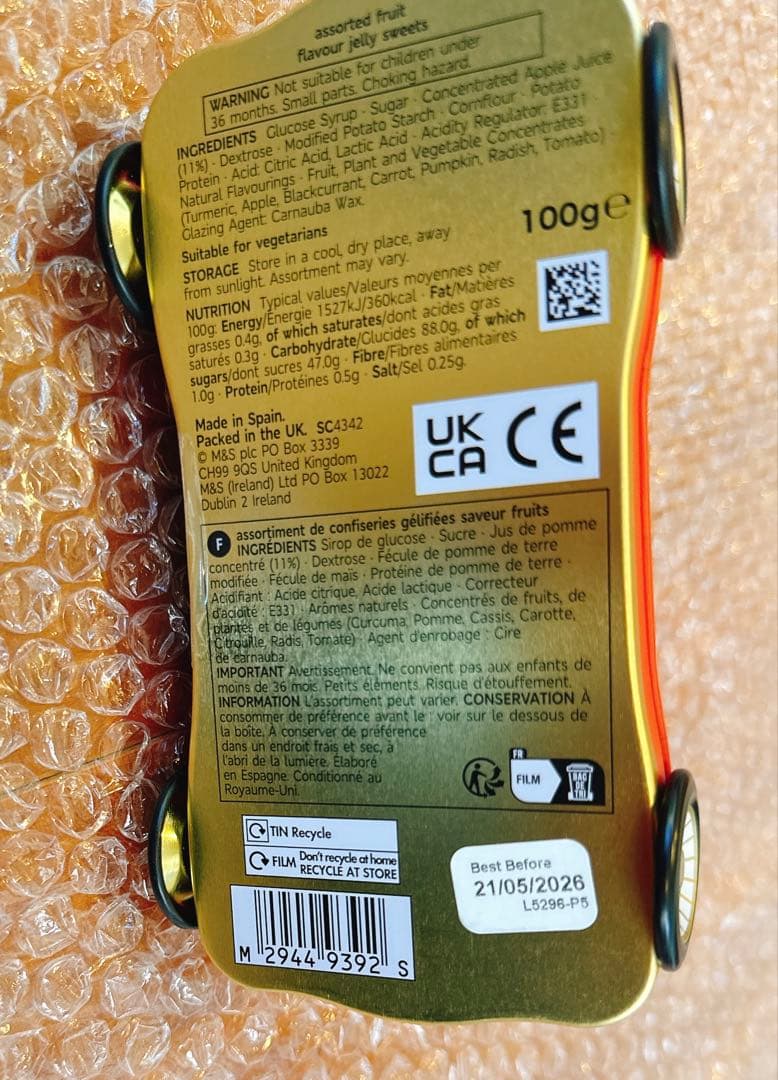 assorted fruit
flavour jelly sweets
WARNING Not suitable for children under
36 months. Small parts. Choking hazard.
INGREDIENTS Glucose Syrup · Sugar · Concentrated Apple Juice
(11%) · Dextrose · Modified Potato Starch · Cornflour · Potato
Protein · Acid: Citric Acid, Lactic Acid · Acidity Regulator: E331 ·
Natural Flavourings · Fruit, Plant and Vegetable Concentrates
(Turmeric, Apple, Blackcurrant, Carrot, Pumpkin, Radish, Tomato) ·
Glazing Agent: Carnauba Wax.
Suitable for vegetarians
100g ℮
STORAGE Store in a cool, dry place, away
from sunlight. Assortment may vary.
NUTRITION Typical values/Valeurs moyennes per
100g: Energy/Énergie 1527kJ/360kcal · Fat/Matières
grasses 0.4g, of which saturates/dont acides gras
saturés 0.3g · Carbohydrate/Glucides 88.0g, of which
sugars/dont sucres 47.0g · Fibre/Fibres alimentaires
1.0g · Protein/Protéines 0.5g · Salt/Sel 0.25g.
Made in Spain.
Packed in the UK. SC4342
© M&S plc PO Box 3339
CH99 9QS United Kingdom
M&S (Ireland) Ltd PO Box 13022
Dublin 2 Ireland
UK
CA CE
F assortiment de confiseries gélifiées saveur fruits
INGRÉDIENTS Sirop de glucose · Sucre · Jus de pomme
concentré (11%) · Dextrose · Fécule de pomme de terre
modifiée · Fécule de maïs · Protéine de pomme de terre ·
Acidifiant : Acide citrique, Acide lactique · Correcteur
d'acidité : E331 · Arômes naturels · Concentrés de fruits, de
plantes et de légumes (Curcuma, Pomme, Cassis, Carotte,
Citrouille, Radis, Tomate) · Agent d'enrobage : Cire
de carnauba.
IMPORTANT Avertissement. Ne convient pas aux enfants de
moins de 36 mois. Petits éléments. Risque d'étouffement.
INFORMATION L'assortiment peut varier. CONSERVATION À
consommer de préférence avant le : voir sur le dessous de
la boîte. À conserver de préférence
dans un endroit frais et sec, à
l'abri de la lumière. Élaboré
en Espagne. Conditionné au
Royaume-Uni.
FR
FILM
BAC
DE
TRI
TIN Recycle
FILM Don't recycle at home
RECYCLE AT STORE
Best Before
21/05/2026
L5296-P5
M 2944 9392 S